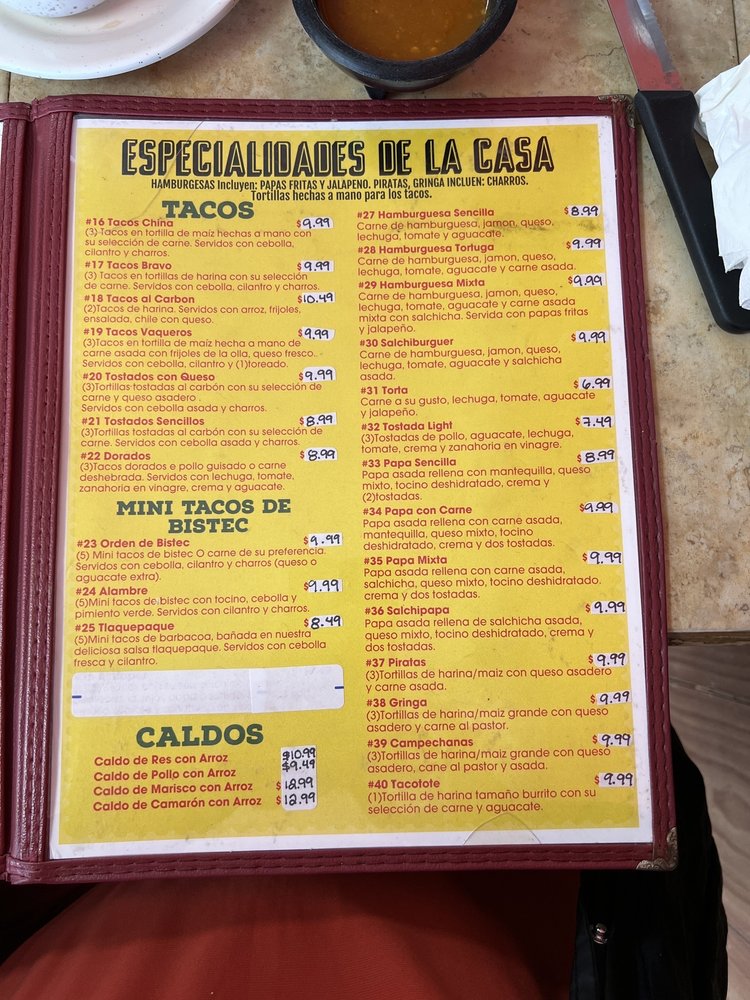 ESPECIALIDADES DE LA CASA
HAMBURGESAS Incluyen: PAPAS FRITAS Y JALAPENO. PIRATAS, GRINGA INCLUEN: CHARROS.
Tortillas hechas a mano para los tacos.
TACOS
#16 Tacos China $9.99
(3) Tacos en tortilla de maíz hechas a mano con
su selección de carne. Servidos con cebolla,
cilantro y charros.
#17 Tacos Bravo $9.99
(3) Tacos en tortillas de harina con su selección
de carne. Servidos con cebolla, cilantro y charros.
#18 Tacos al Carbon $10.49
(2)Tacos de harina. Servidos con arroz, frijoles,
ensalada, chile con queso.
#19 Tacos Vaqueros $9.99
(3)Tacos en tortilla de maíz hecha a mano de
carne asada con frijoles de la olla, queso fresco..
Servidos con cebolla, cilantro y (1)toreado.
#20 Tostados con Queso $9.99
(3)Tortillas tostadas al carbón con su selección de
carne y queso asadero
Servidos con cebolla asada y charros.
#21 Tostados Sencillos $8.99
(3)Tortillas tostadas al carbón con su selección de
carne. Servidos con cebolla asada y charros.
#22 Dorados $8.99
(3)Tacos dorados e pollo guisado o carne
deshebrada. Servidos con lechuga, tomate,
zanahoria en vinagre, crema y aguacate.
MINI TACOS DE
BISTEC
#23 Orden de Bistec $9.99
(5) Mini tacos de bistec O carne de su preferencia.
Servidos con cebolla, cilantro y charros (queso o
aguacate extra).
#24 Alambre $9.99
(5)Mini tacos de bistec con tocino, cebolla y
pimiento verde. Servidos con cilantro y charros.
#25 Tlaquepaque $8.49
(5)Mini tacos de barbacoa, bañada en nuestra
deliciosa salsa tlaquepaque. Servidos con cebolla
fresca y cilantro.
CALDOS
Caldo de Res con Arroz $10.99
Caldo de Pollo con Arroz $9.49
Caldo de Marisco con Arroz $12.99
Caldo de Camarón con Arroz $12.99
#27 Hamburguesa Sencilla $8.99
Carne de hamburguesa, jamon, queso,
lechuga, tomate y aguacate.
#28 Hamburguesa Tortuga $9.99
Carne de hamburguesa, jamon, queso,
lechuga, tomate, aguacate y carne asada.
#29 Hamburguesa Mixta $9.99
Carne de hamburguesa, jamon, queso,
lechuga, tomate, aguacate y carne asada
mixta con salchicha. Servida con papas fritas
y jalapeño.
#30 Salchiburguer $9.99
Carne de hamburguesa, jamon, queso,
lechuga, tomate, aguacate y salchicha
asada.
#31 Torta $6.99
Carne a su gusto, lechuga, tomate, aguacate
y jalapeño.
#32 Tostada Light $7.49
(3)Tostadas de pollo, aguacate, lechuga,
tomate, crema y zanahoria en vinagre.
#33 Papa Sencilla $8.99
Papa asada rellena con mantequilla, queso
mixto, tocino deshidratado, crema y
(2)tostadas.
#34 Papa con Carne $9.99
Papa asada rellena con carne asada,
mantequilla, queso mixto, tocino
deshidratado, crema y dos tostadas.
#35 Papa Mixta $9.99
Papa asada rellena con carne asada,
salchicha, queso mixto, tocino deshidratado.
crema y dos tostadas.
#36 Salchipapa $9.99
Papa asada rellena de salchicha asada,
queso mixto, tocino deshidratado, crema y
dos tostadas.
#37 Piratas $9.99
(3)Tortillas de harina/maiz con queso asadero
y carne asada.
#38 Gringa $9.99
(3)Tortillas de harina/maiz grande con queso
asadero y carne al pastor.
#39 Campechanas $9.99
(3)Tortillas de harina/maiz grande con queso
asadero, cane al pastor y asada.
#40 Tacotote $9.99
(1)Tortilla de harina tamaño burrito con su
selección de carne y aguacate.